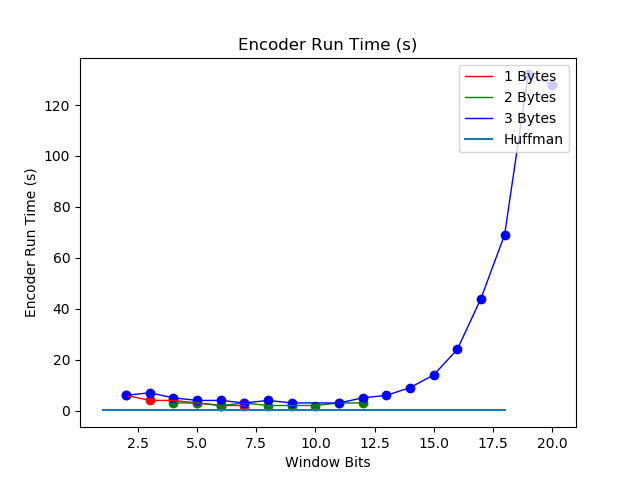 Encoder Run Time (s)
1 Bytes
2 Bytes
3 Bytes
Huffman
Encoder Run Time (s)
120
100
80
60
40
20
0
2.5 5.0 7.5 10.0 12.5 15.0 17.5 20.0
Window Bits